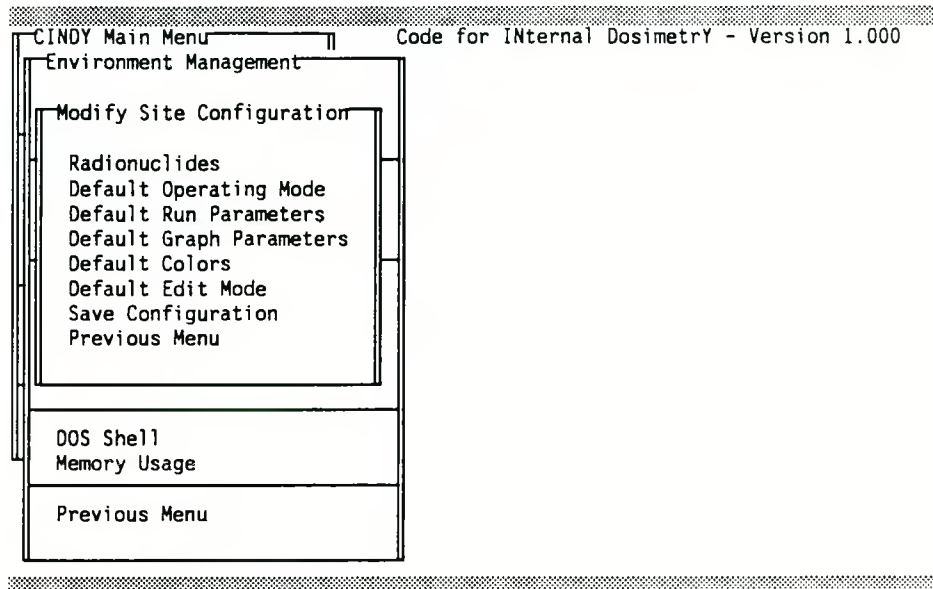 CINDY Main Menu
Code for INternal DosimetrY - Version 1.000
Environment Management
Modify Site Configuration
Radionuclides
Default Operating Mode
Default Run Parameters
Default Graph Parameters
Default Colors
Default Edit Mode
Save Configuration
Previous Menu
DOS Shell
Memory Usage
Previous Menu